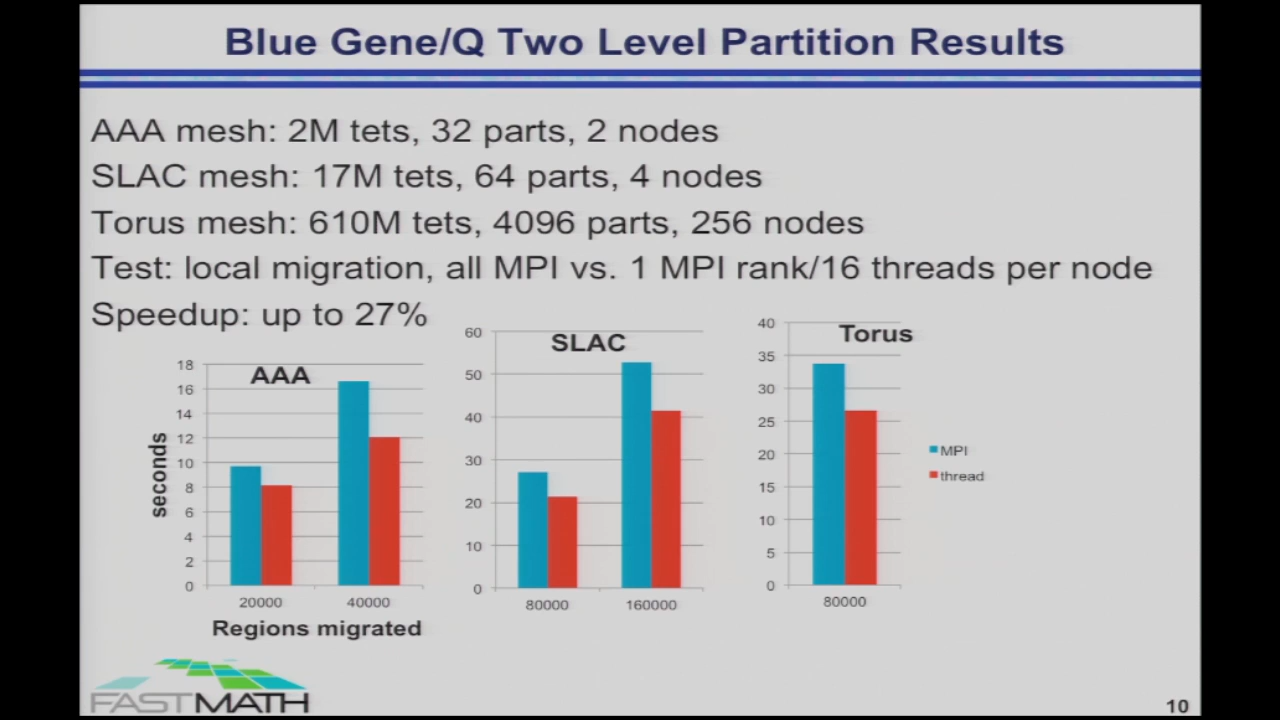 Blue Gene/Q Two Level Partition Results
AAA mesh: 2M tets, 32 parts, 2 nodes
SLAC mesh: 17M tets, 64 parts, 4 nodes
Torus mesh: 610M tets, 4096 parts, 256 nodes
Test: local migration, all MPI vs. 1 MPI rank/16 threads per node
Speedup: up to 27%
AAA
18
16
14
12
10
8
6
4
2
0
seconds
20000 40000
Regions migrated
SLAC
60
50
40
30
20
10
0
80000 160000
Torus
40
35
30
25
20
15
10
5
0
80000
MPI
thread
FASTMATH
10